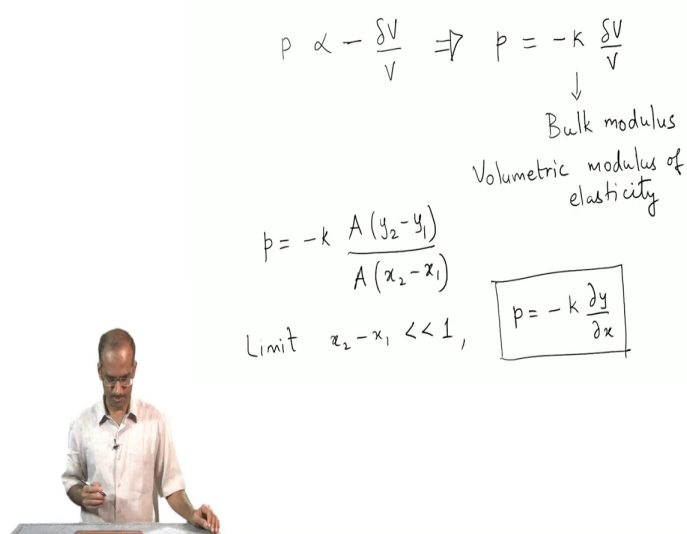 p ∝ − δV/V ⇒ p = −k δV/V
↓
Bulk modulus
Volumetric modulus of
elasticity
p = −k A(y₂−y₁)/A(x₂−x₁)
Limit x₂−x₁ <<1, p = −k ∂y/∂x